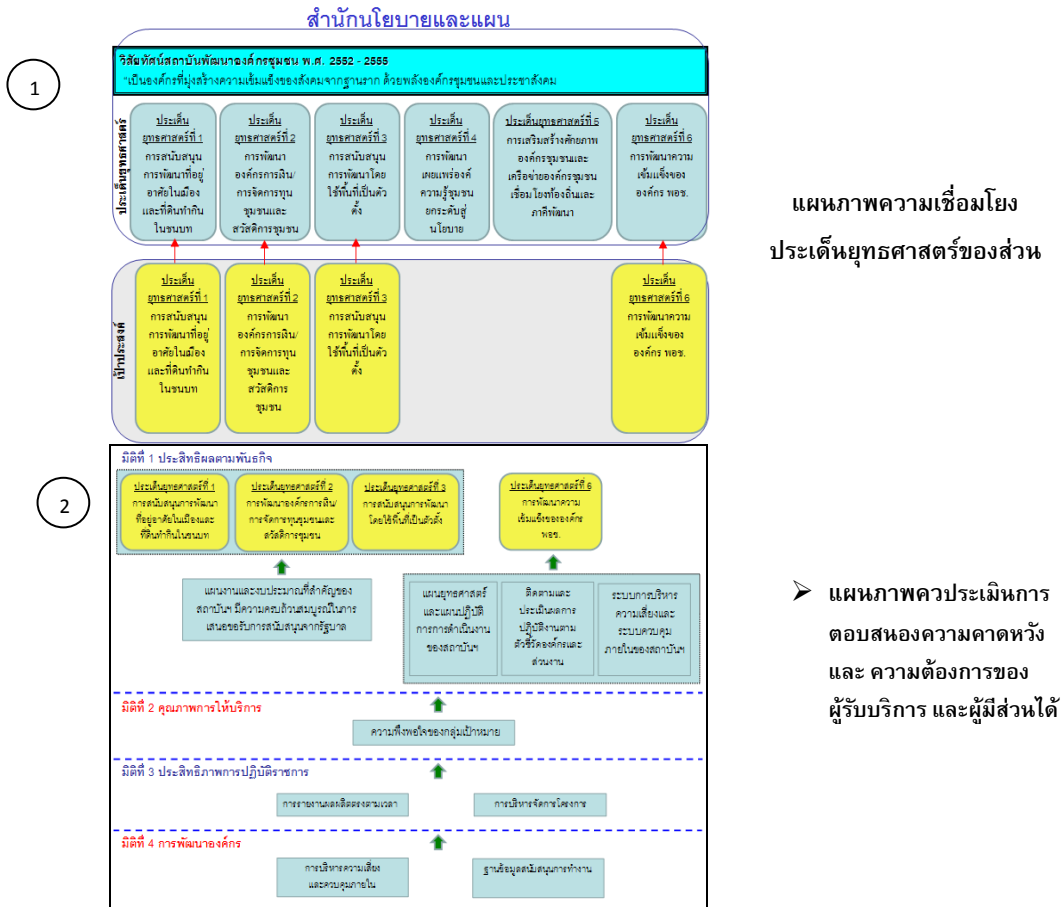 สำนักนโยบายและแผน
1
วิสัยทัศน์สถาบันพัฒนาองค์กรชุมชน พ.ศ. 2552 - 2555
"เป็นองค์กรที่มุ่งสร้างความเข้มแข็งของสังคมจากฐานราก ด้วยพลังองค์กรชุมชนและประชาสังคม
ประเด็นยุทธศาสตร์
ประเด็น
ยุทธศาสตร์ที่ 1
การสนับสนุน
การพัฒนาที่อยู่
อาศัยในเมือง
และที่ดินทำกิน
ในชนบท
ประเด็น
ยุทธศาสตร์ที่ 2
การพัฒนา
องค์กรการเงิน/
การจัดการทุน
ชุมชนและ
สวัสดิการชุมชน
ประเด็น
ยุทธศาสตร์ที่ 3
การสนับสนุน
การพัฒนาโดย
ใช้พื้นที่เป็นตัว
ตั้ง
ประเด็น
ยุทธศาสตร์ที่ 4
การพัฒนา
เผยแพร่องค์
ความรู้ชุมชน
ยกระดับสู่
นโยบาย
ประเด็นยุทธศาสตร์ที่ 5
การเสริมสร้างศักยภาพ
องค์กรชุมชนและ
เครือข่ายองค์กรชุมชน
เชื่อมโยงท้องถิ่นและ
ภาคีพัฒนา
ประเด็น
ยุทธศาสตร์ที่ 6
การพัฒนาความ
เข้มแข็งของ
องค์กร พอช.
แผนภาพความเชื่อมโยง
ประเด็นยุทธศาสตร์ของส่วน
เป้าประสงค์
ประเด็น
ยุทธศาสตร์ที่ 1
การสนับสนุน
การพัฒนาที่อยู่
อาศัยในเมือง
และที่ดินทำกิน
ในชนบท
ประเด็น
ยุทธศาสตร์ที่ 2
การพัฒนา
องค์กรการเงิน/
การจัดการทุน
ชุมชนและ
สวัสดิการ
ชุมชน
ประเด็น
ยุทธศาสตร์ที่ 3
การสนับสนุน
การพัฒนาโดย
ใช้พื้นที่เป็นตัว
ตั้ง
ประเด็น
ยุทธศาสตร์ที่ 6
การพัฒนาความ
เข้มแข็งของ
องค์กร พอช.
2
มิติที่ 1 ประสิทธิผลตามพันธกิจ
ประเด็นยุทธศาสตร์ที่ 1
การสนับสนุนการพัฒนา
ที่อยู่อาศัยในเมืองและ
ที่ดินทำกินในชนบท
ประเด็นยุทธศาสตร์ที่ 2
การพัฒนาองค์กรการเงิน/
การจัดการทุนชุมชนและ
สวัสดิการชุมชน
ประเด็นยุทธศาสตร์ที่ 3
การสนับสนุนการพัฒนา
โดยใช้พื้นที่เป็นตัวตั้ง
ประเด็นยุทธศาสตร์ที่ 6
การพัฒนาความ
เข้มแข็งขององค์กร
พอช.
แผนงานและงบประมาณที่สำคัญของ
สถาบันฯ มีความครบถ้วนสมบูรณ์ในการ
เสนอขอรับการสนับสนุนจากรัฐบาล
แผนยุทธศาสตร์
และแผนปฏิบัติ
การการดำเนินงาน
ของสถาบันฯ
ติดตามและ
ประเมินผลการ
ปฏิบัติงานตาม
ตัวชี้วัดองค์กรและ
ส่วนงาน
ระบบการบริหาร
ความเสี่ยงและ
ระบบควบคุม
ภายในของสถาบันฯ
➢ แผนภาพควประเมิหการ
ตอบสนองความคาดหวัง
และ ความต้องการของ
ผู้รับบริการ และผู้มีส่วนได้
มิติที่ 2 คุณภาพการให้บริการ
ความพึงพอใจของกลุ่มเป้าหมาย
มิติที่ 3 ประสิทธิภาพการปฏิบัติราชการ
การรายงานผลผลิตตรงตามเวลา
การบริหารจัดการโครงการ
มิติที่ 4 การพัฒนาองค์กร
การบริหารความเสี่ยง
และควบคุมภายใน
ฐานข้อมูลสนับสนุนการทำงาน